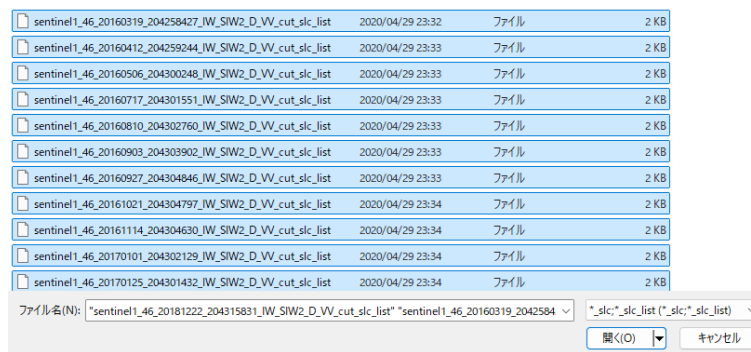 sentinel1_46_20160319_204258427_IW_SIW2_D_VV_cut_slc_list 2020/04/29 23:32 ファイル 2 KB
sentinel1_46_20160412_204259244_IW_SIW2_D_VV_cut_slc_list 2020/04/29 23:33 ファイル 2 KB
sentinel1_46_20160506_204300248_IW_SIW2_D_VV_cut_slc_list 2020/04/29 23:33 ファイル 2 KB
sentinel1_46_20160717_204301551_IW_SIW2_D_VV_cut_slc_list 2020/04/29 23:33 ファイル 2 KB
sentinel1_46_20160810_204302760_IW_SIW2_D_VV_cut_slc_list 2020/04/29 23:33 ファイル 2 KB
sentinel1_46_20160903_204303902_IW_SIW2_D_VV_cut_slc_list 2020/04/29 23:33 ファイル 2 KB
sentinel1_46_20160927_204304846_IW_SIW2_D_VV_cut_slc_list 2020/04/29 23:33 ファイル 2 KB
sentinel1_46_20161021_204304797_IW_SIW2_D_VV_cut_slc_list 2020/04/29 23:34 ファイル 2 KB
sentinel1_46_20161114_204304630_IW_SIW2_D_VV_cut_slc_list 2020/04/29 23:34 ファイル 2 KB
sentinel1_46_20170101_204302129_IW_SIW2_D_VV_cut_slc_list 2020/04/29 23:34 ファイル 2 KB
sentinel1_46_20170125_204301432_IW_SIW2_D_VV_cut_slc_list 2020/04/29 23:34 ファイル 2 KB
ファイル名(N): "sentinel1_46_20181222_204315831_IW_SIW2_D_VV_cut_slc_list" "sentinel1_46_20160319_2042584 *_slc;*_slc_list (*_slc;*_slc_list)
開く(O) キャンセル